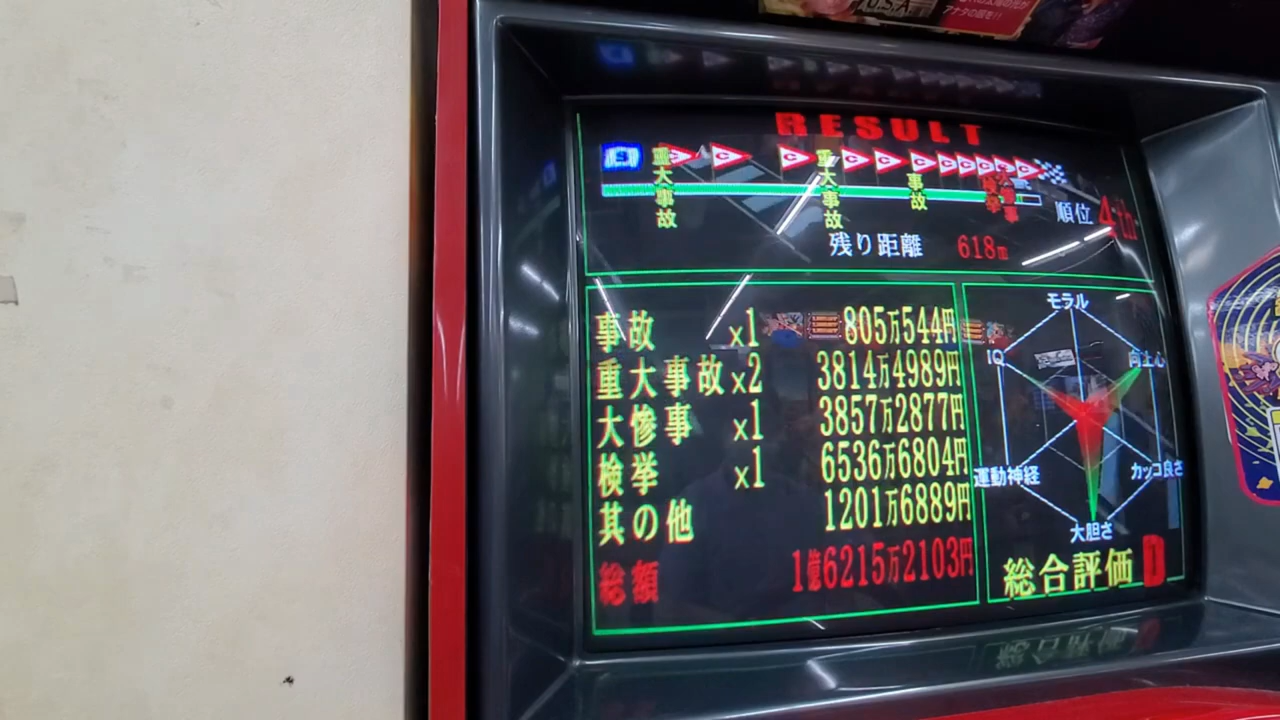 U.S.A
アナタの国を!!
RESULT
重大事故
重大事故
事故
順位 4th
残り距離 618m
事故 x1 805万544円
重大事故 x2 3814万4989円
大惨事 x1 3857万2877円
検挙 x1 6536万6804円
其の他 1201万6889円
総額 1億6215万2103円
モラル
IQ
向上心
運動神経
カッコ良さ
大胆さ
総合評価 D